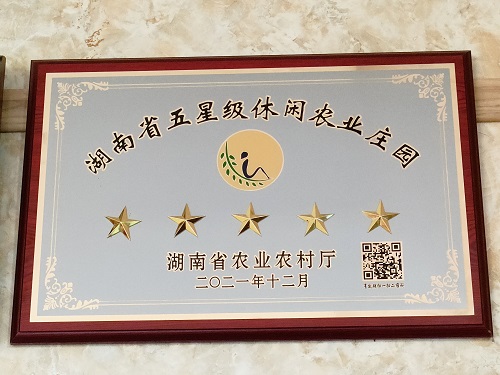 湖南省五星级休闲农业庄园
湖南省农业农村厅
二〇二一年十二月